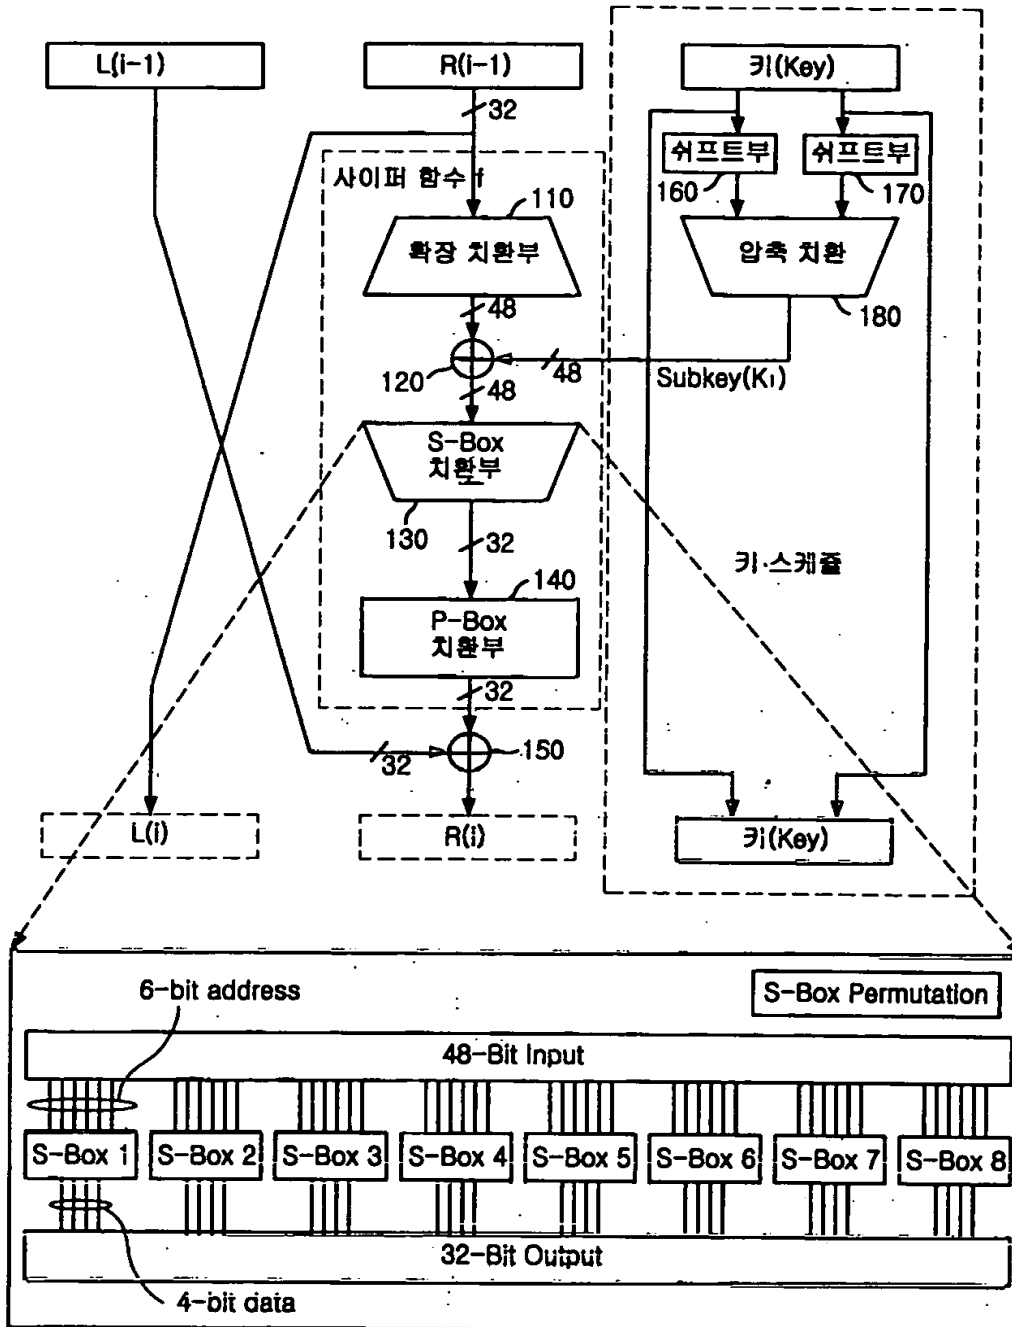 L(i-1)
R(i-1)
키(Key)
32
쉬프트부
쉬프트부
사이퍼 함수 f
160
170
110
확장 치환부
압축 치환
48
180
120
48
Subkey(K₁)
48
S-Box
치환부
130
32
키 스케쥴
140
P-Box
치환부
32
32
150
L(i)
R(i)
키(Key)
6-bit address
S-Box Permutation
48-Bit Input
S-Box 1
S-Box 2
S-Box 3
S-Box 4
S-Box 5
S-Box 6
S-Box 7
S-Box 8
32-Bit Output
4-bit data